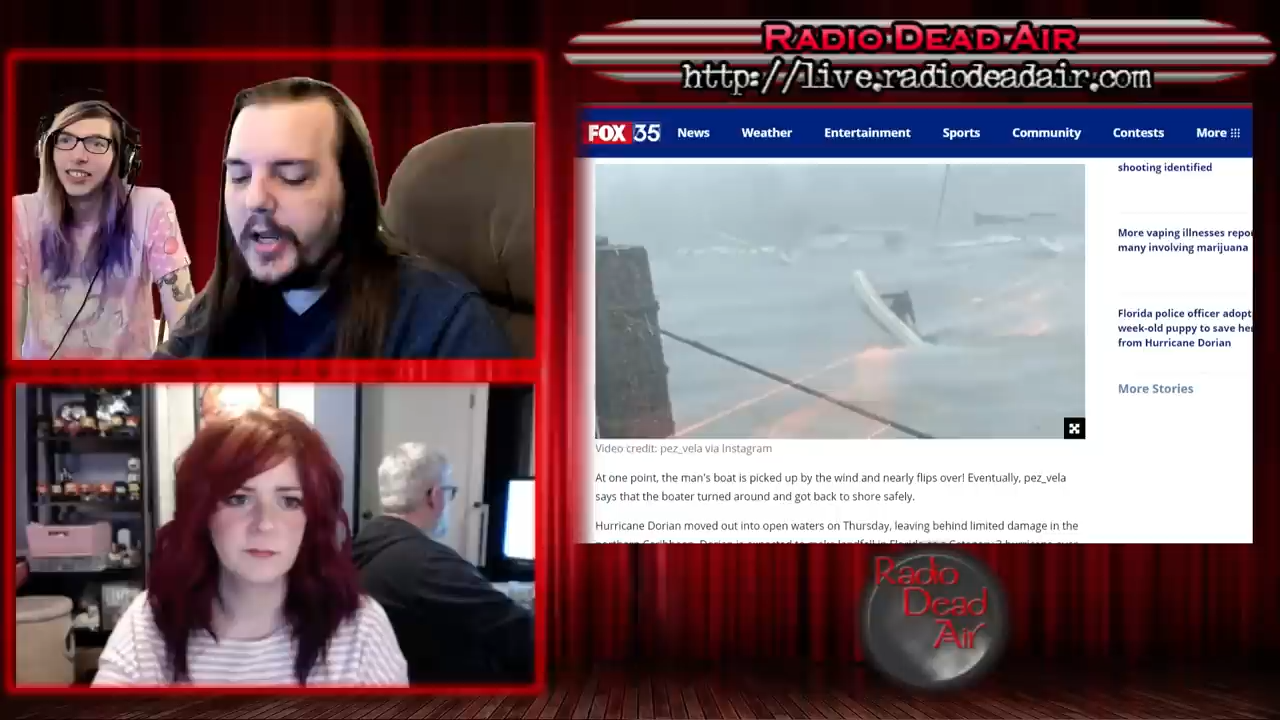 Radio Dead Air
http://live.radiodeadair.com
FOX 35
News
Weather
Entertainment
Sports
Community
Contests
More
shooting identified
More vaping illnesses repo
many involving marijuana
Florida police officer adopt
week-old puppy to save he
from Hurricane Dorian
More Stories
Video credit: pez_vela via Instagram
At one point, the man's boat is picked up by the wind and nearly flips over! Eventually, pez_vela
says that the boater turned around and got back to shore safely.
Hurricane Dorian moved out into open waters on Thursday, leaving behind limited damage in the
Radio
Dead
Air